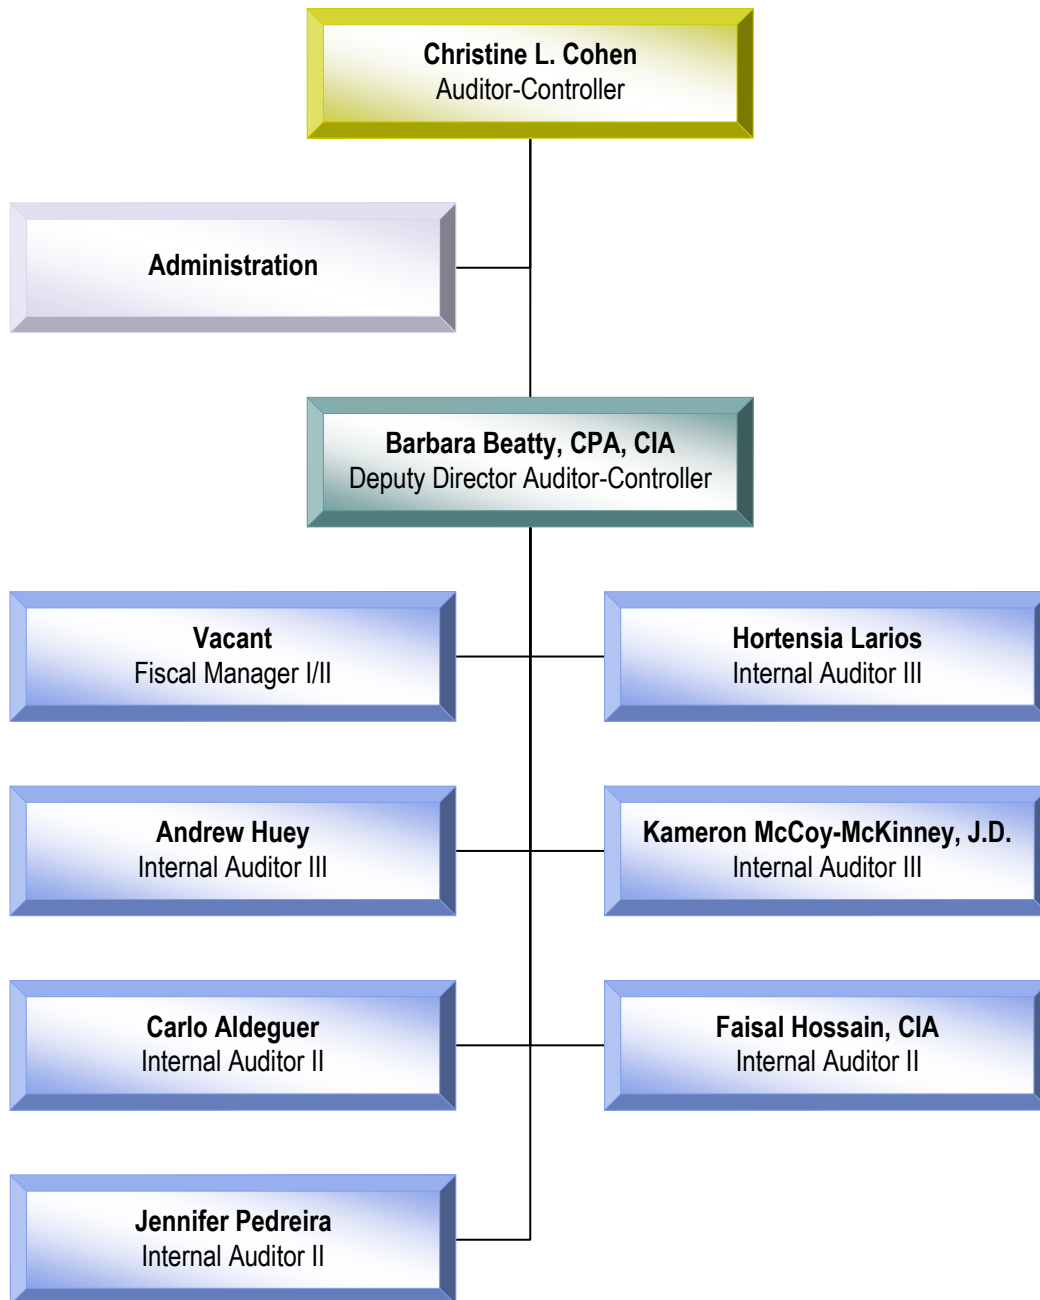 Christine L. Cohen
Auditor-Controller
Administration
Barbara Beatty, CPA, CIA
Deputy Director Auditor-Controller
Vacant
Fiscal Manager I/II
Hortensia Larios
Internal Auditor III
Andrew Huey
Internal Auditor III
Kameron McCoy-McKinney, J.D.
Internal Auditor III
Carlo Aldeguer
Internal Auditor II
Faisal Hossain, CIA
Internal Auditor II
Jennifer Pedreira
Internal Auditor II